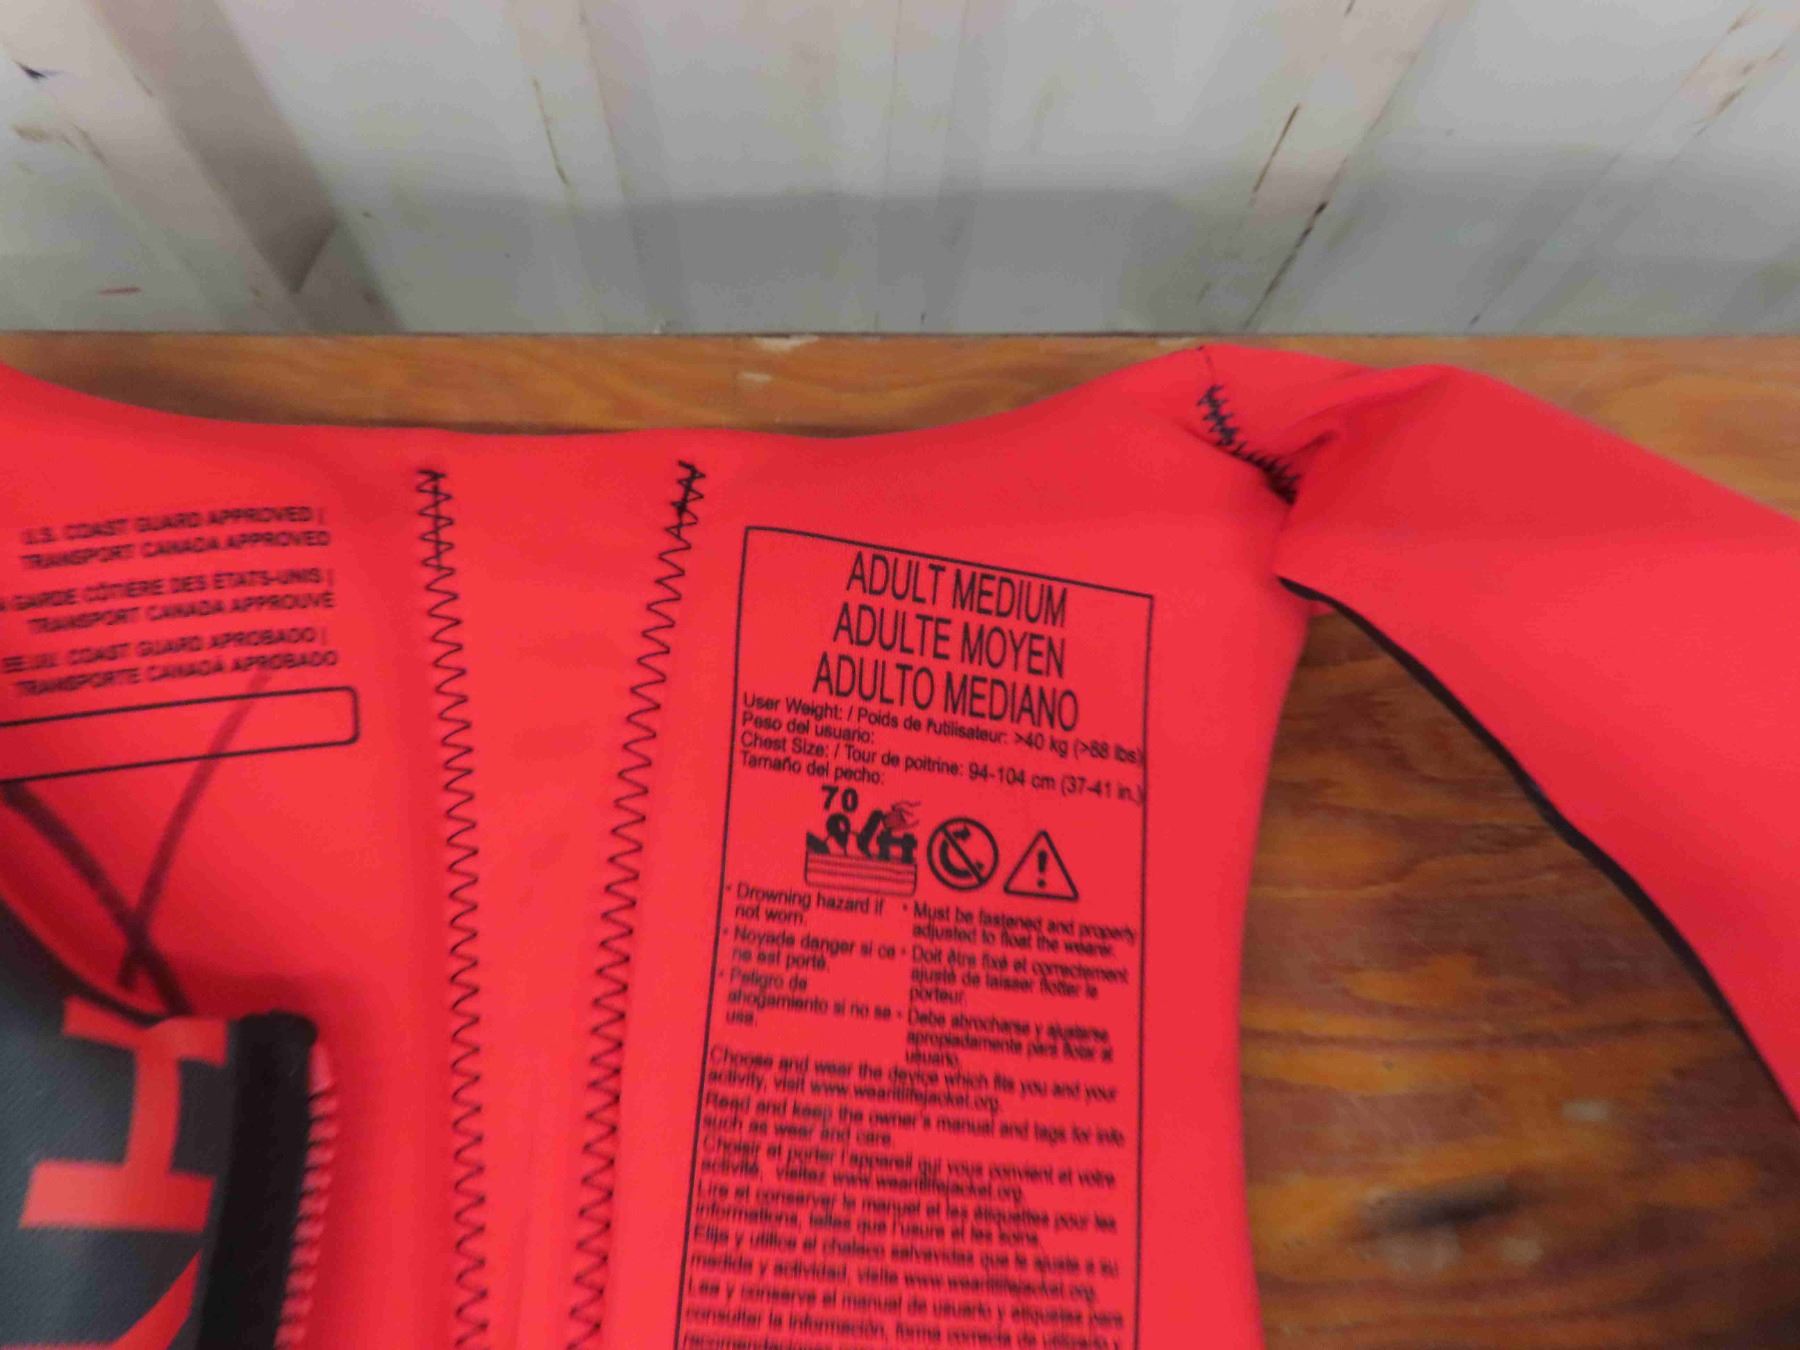 U.S. COAST GUARD APPROVED |
TRANSPORT CANADA APPROVED
GARDE CÔTIÈRE DES ÉTATS-UNIS |
TRANSPORT CANADA APPROUVÉ
EE.UU. COAST GUARD APROBADO |
TRANSPORTE CANADÁ APROBADO
H
ADULT MEDIUM
ADULTE MOYEN
ADULTO MEDIANO
User Weight: / Poids de l'utilisateur: >40 kg (>88 lbs)
Peso del usuario:
Chest Size: / Tour de poitrine: 94-104 cm (37-41 in.)
Tamaño del pecho:
70
• Drowning hazard if
not worn.
• Noyade danger si ce
ne est porté.
• Peligro de
ahogamiento si no se
usa.
• Must be fastened and properly
adjusted to float the wearer.
• Doit être fixé et correctement
ajusté de laisser flotter le
porteur.
• Debe abrocharse y ajustarse
apropiadamente para flotar al
usuario.
Choose and wear the device which fits you and your
activity, visit www.wearitlifejacket.org.
Read and keep the owner's manual and tags for info
such as wear and care.
Choisir et porter l'appareil qui vous convient et votre
activité, visitez www.wearitlifejacket.org.
Lire et conserver le manuel et les étiquettes pour les
informations, telles que l'usure et les soins.
Elija y utilice el chaleco salvavidas que le ajuste a su
medida y actividad, visite www.wearitlifejacket.org.
Lea y conserve el manual de usuario y etiquetas para
consultar la información, forma correcta de utilizarlo y